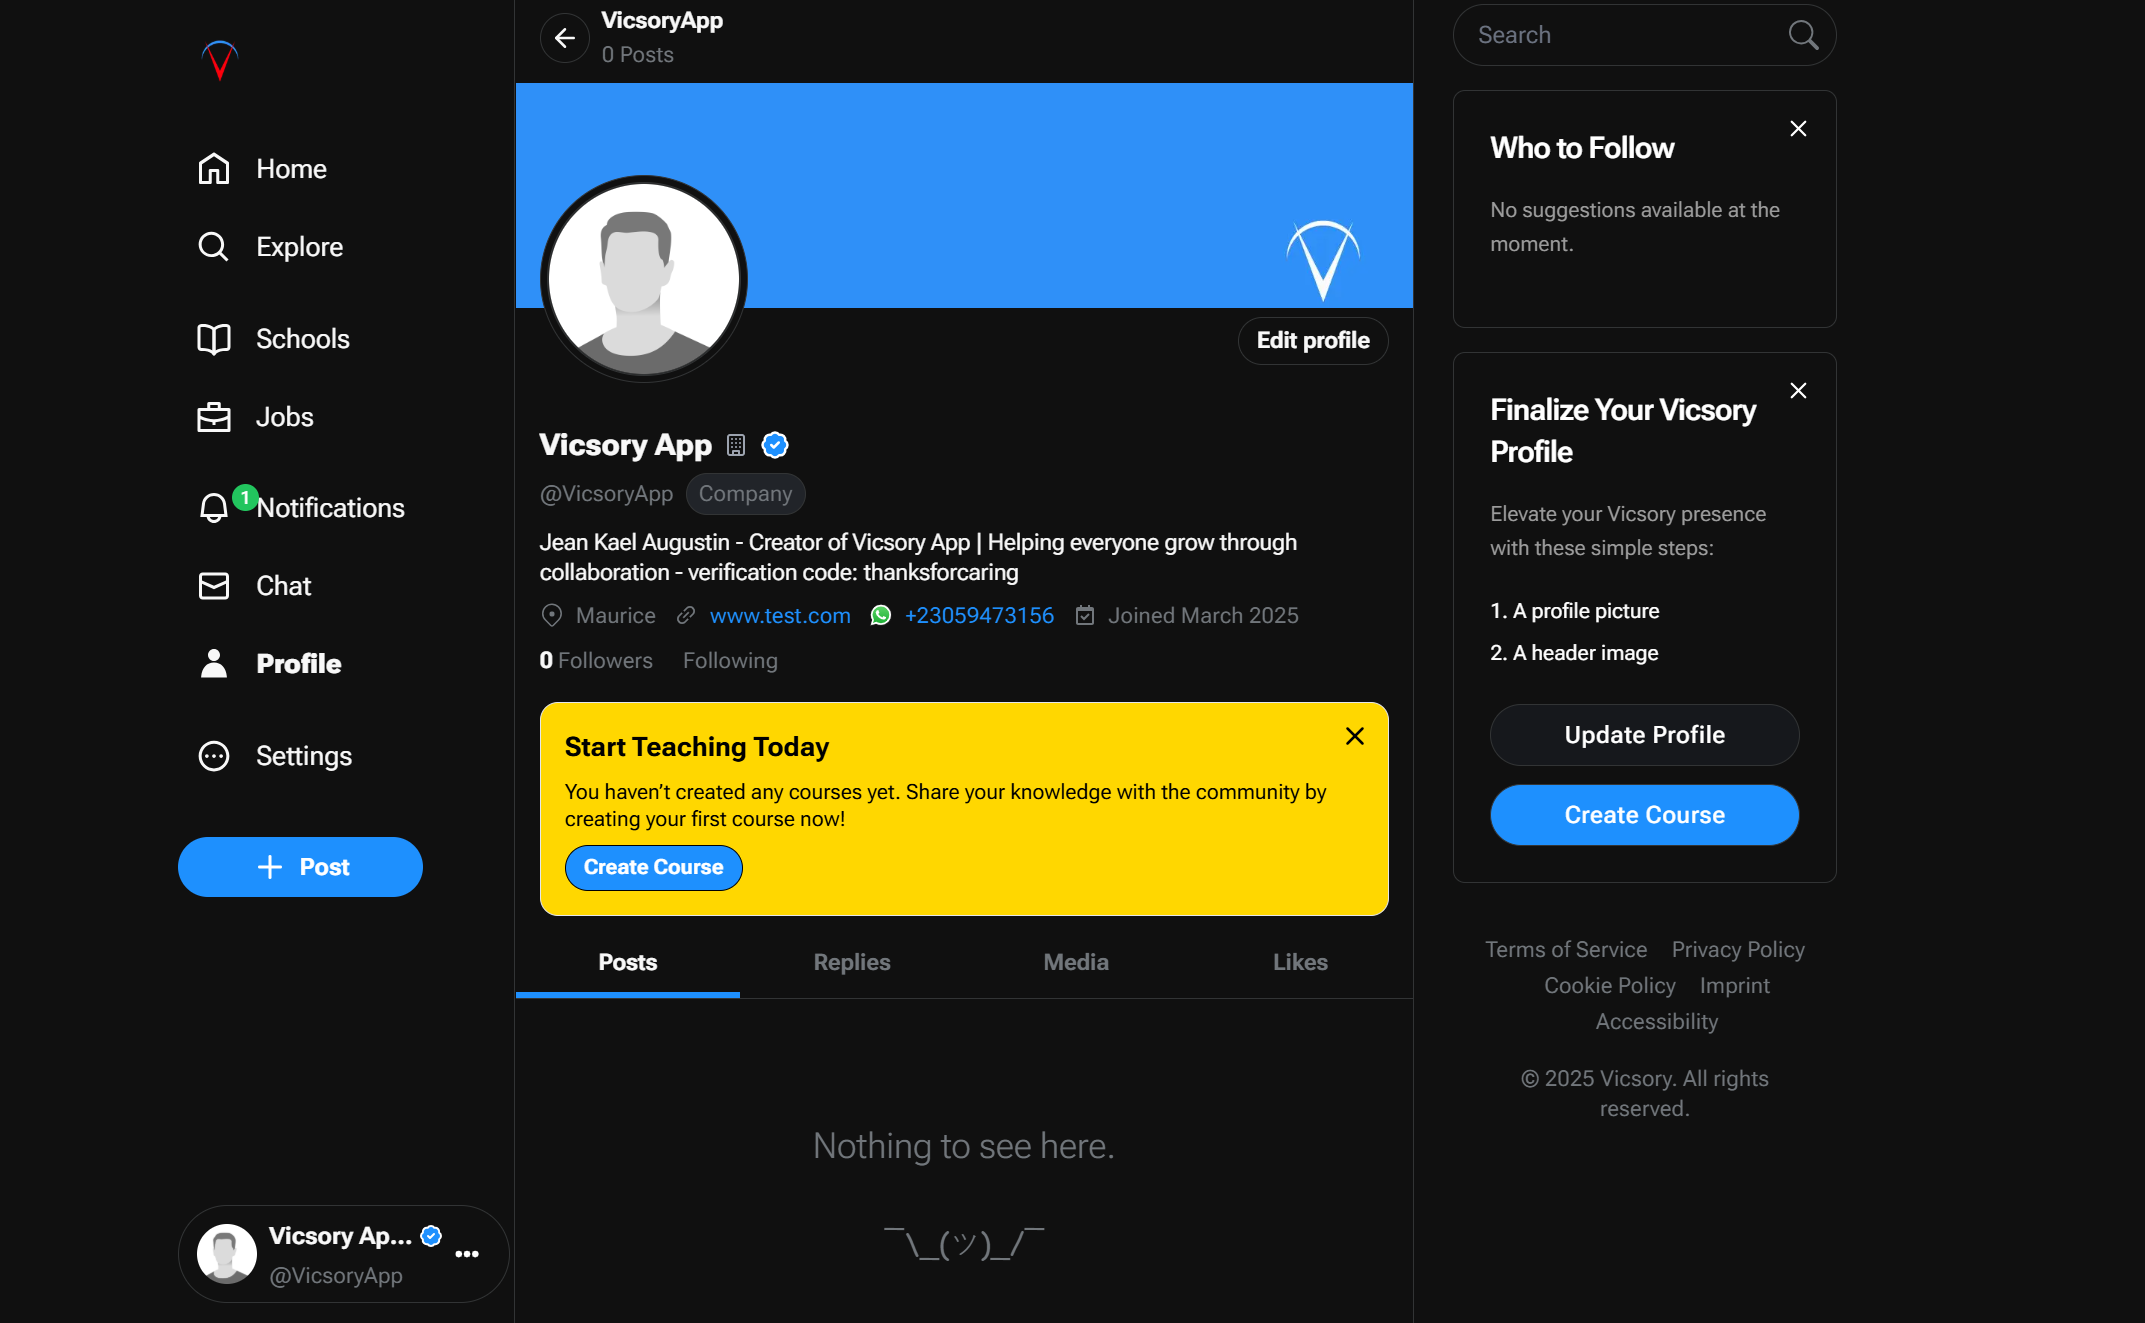 Home
Explore
Schools
Jobs
1
Notifications
Chat
Profile
Settings
Post
Vicsory Ap...
@VicsoryApp
VicsoryApp
0 Posts
Edit profile
Vicsory App
@VicsoryApp Company
Jean Kael Augustin - Creator of Vicsory App | Helping everyone grow through
collaboration - verification code: thanksforcaring
Maurice www.test.com +23059473156 Joined March 2025
0 Followers Following
Start Teaching Today
You haven’t created any courses yet. Share your knowledge with the community by
creating your first course now!
Create Course
Posts Replies Media Likes
Nothing to see here.
¯\_(ツ)_/¯
Search
Who to Follow
No suggestions available at the
moment.
Finalize Your Vicsory
Profile
Elevate your Vicsory presence
with these simple steps:
1. A profile picture
2. A header image
Update Profile
Create Course
Terms of Service Privacy Policy
Cookie Policy Imprint
Accessibility
© 2025 Vicsory. All rights
reserved.